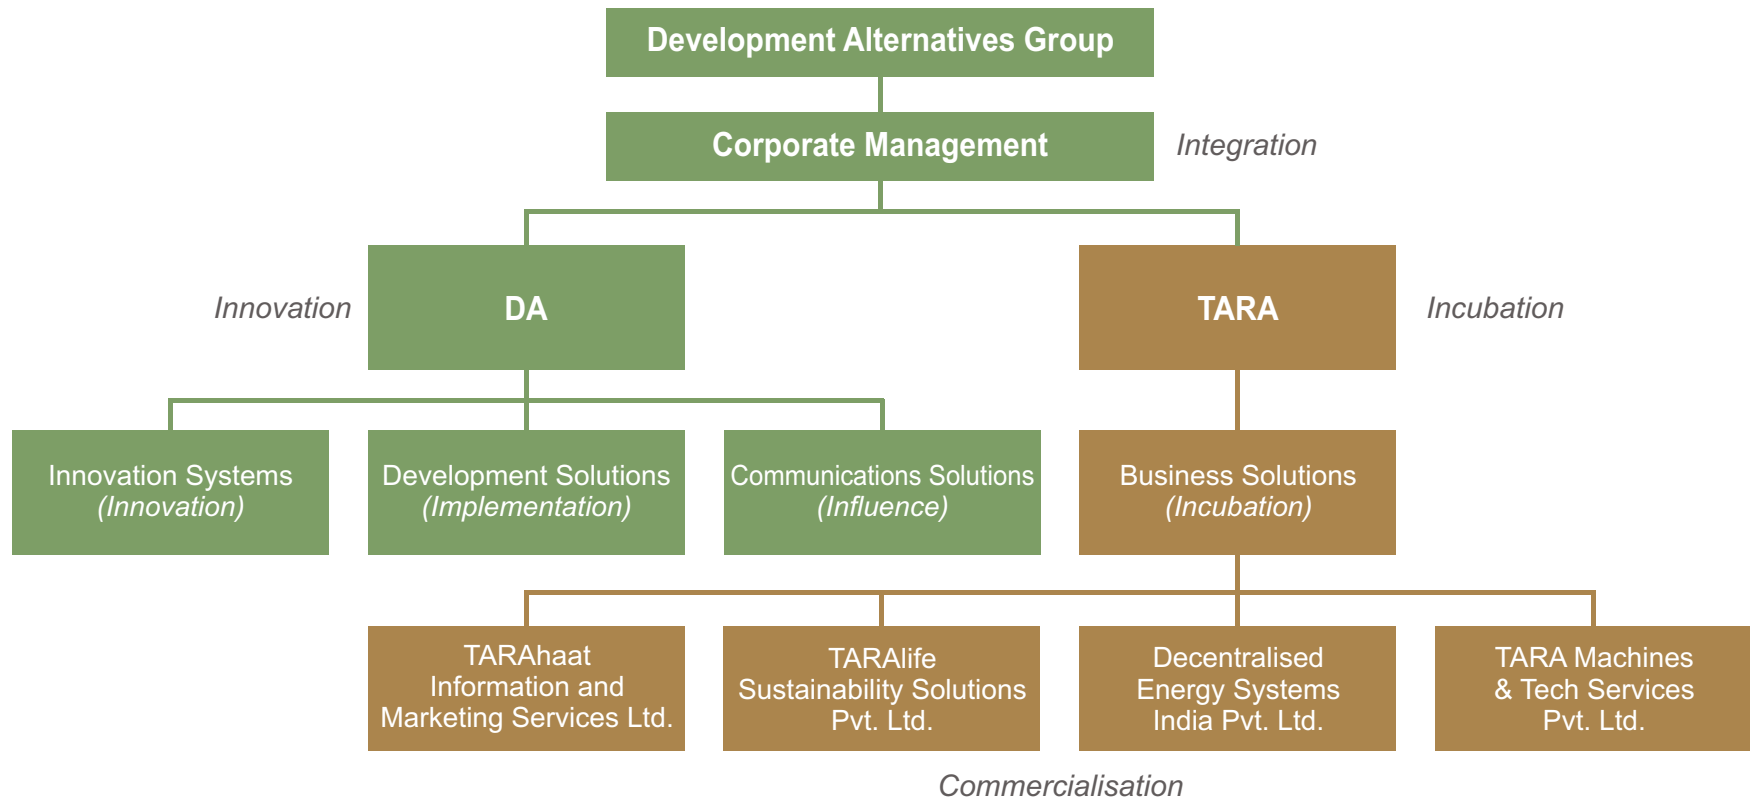 Development Alternatives Group
Corporate Management
Integration
Innovation
DA
TARA
Incubation
Innovation Systems
(Innovation)
Development Solutions
(Implementation)
Communications Solutions
(Influence)
Business Solutions
(Incubation)
TARAhaat
Information and
Marketing Services Ltd.
TARAlife
Sustainability Solutions
Pvt. Ltd.
Decentralised
Energy Systems
India Pvt. Ltd.
TARA Machines
& Tech Services
Pvt. Ltd.
Commercialisation